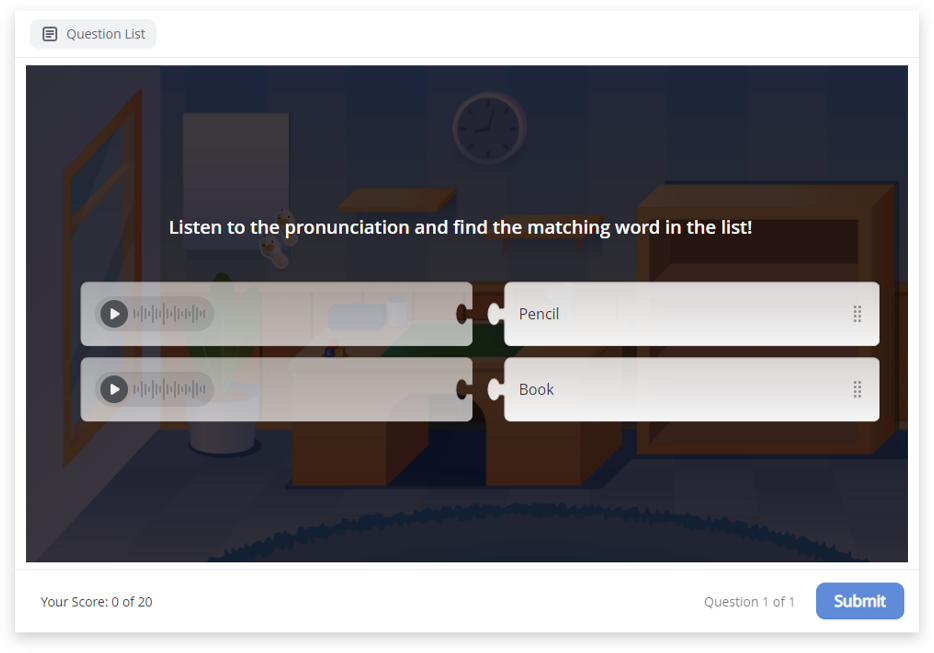 Question List
Listen to the pronunciation and find the matching word in the list!
Pencil
Book
Your Score: 0 of 20
Question 1 of 1
Submit